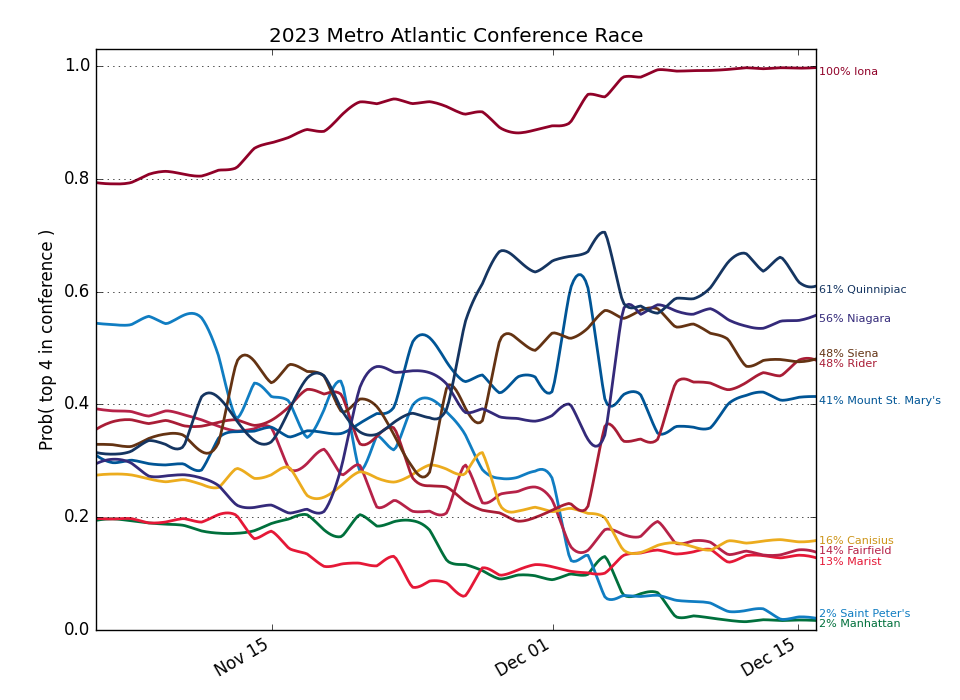 2023 Metro Atlantic Conference Race
Prob( top 4 in conference )
1.0
0.8
0.6
0.4
0.2
0.0
Nov 15
Dec 01
Dec 15
100% Iona
61% Quinnipiac
56% Niagara
48% Siena
48% Rider
41% Mount St. Mary's
16% Canisius
14% Fairfield
13% Marist
2% Saint Peter's
2% Manhattan